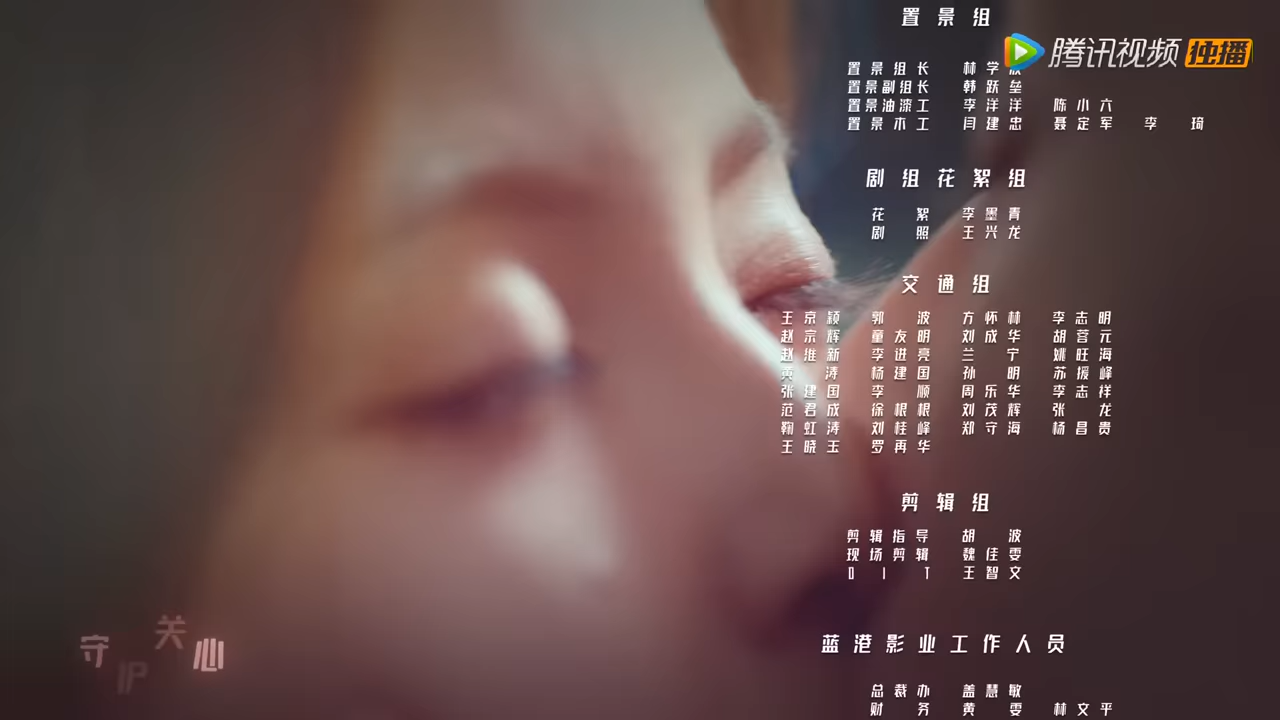 置景组
腾讯视频 独播
置景组长 林学
置景副组长 韩跃垒
置景油漆工 李洋洋 陈小六
置景木工 闫建忠 聂定军 李琦
剧组花絮组
花絮 李墨青
剧照 王兴龙
交通组
王京颖 郭波 方怀林 李志明
赵宗辉 童友明 刘成华 胡菩元
赵维新 李进亮 兰宁 姚旺海
黄涛 杨建国 孙明 苏援峰
张建国 李顺 周乐华 李志祥
范君成 徐根根 刘茂辉 张龙
鞠虹涛 刘桂峰 郑守海 杨昌贵
王晓玉 罗再华
剪辑组
剪辑指导 胡波
现场剪辑 魏佳雯
DIT 王智文
守护关心
蓝港影业工作人员
总裁办 盖慧敏
财务 黄雯 林文平